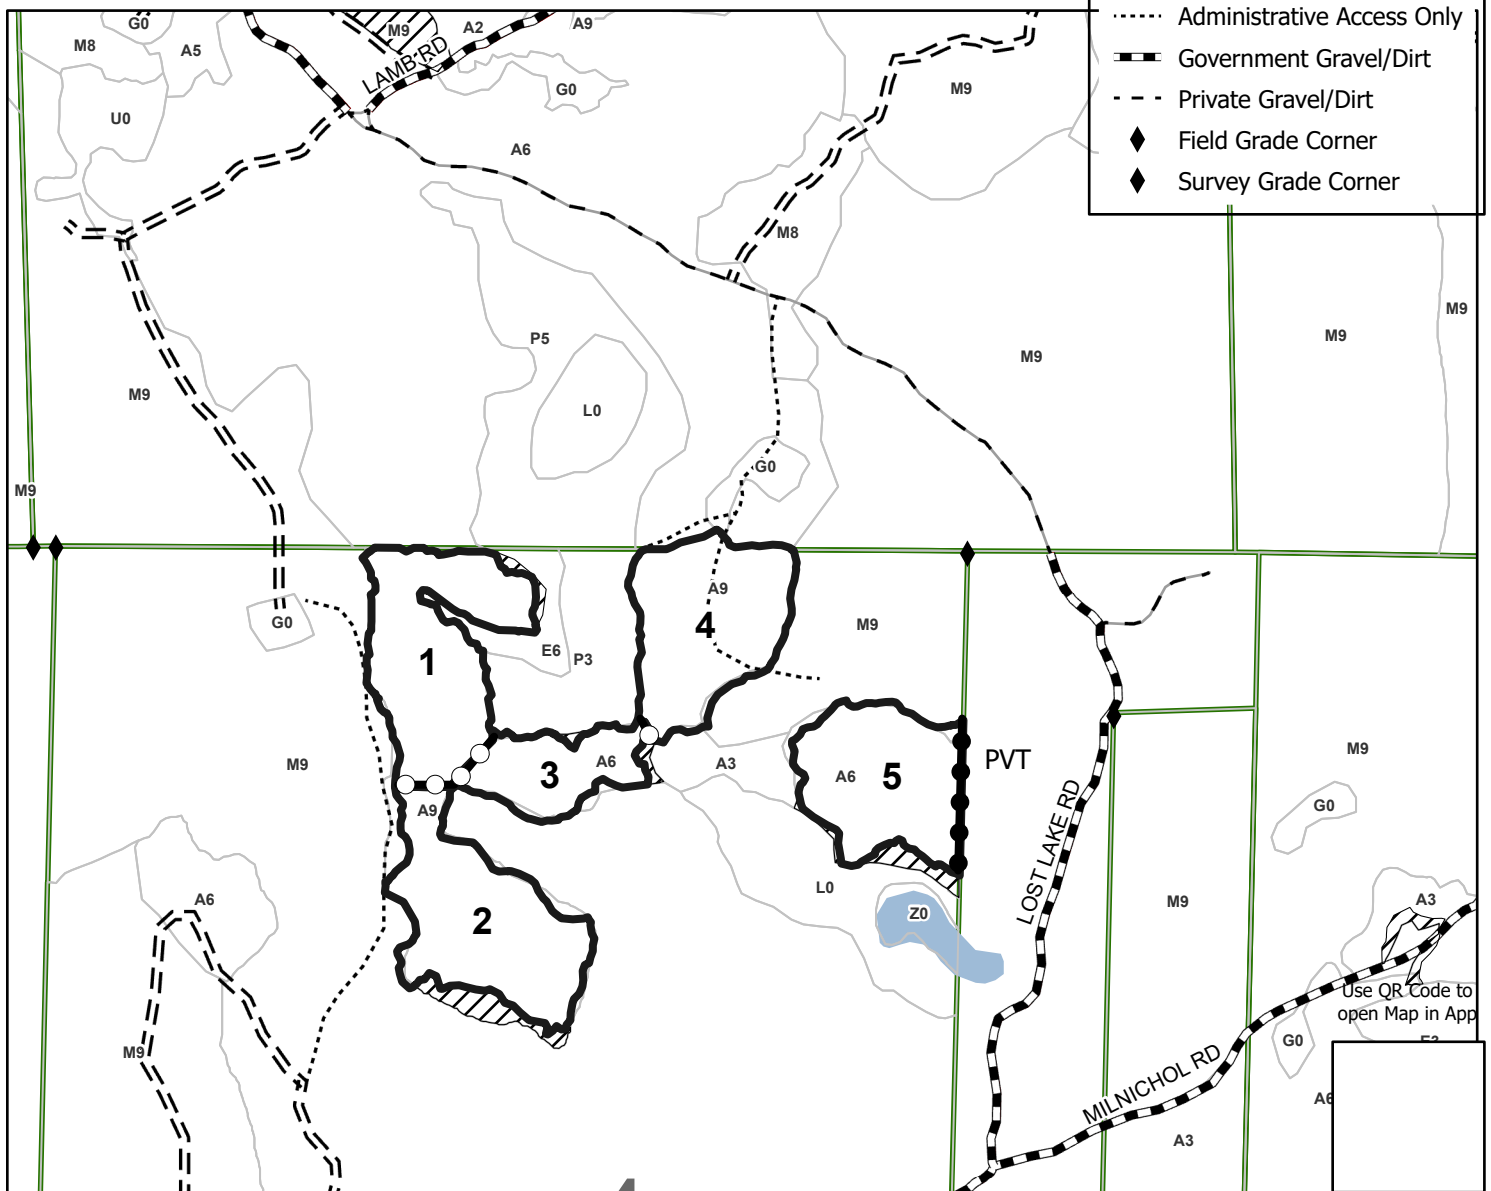 Administrative Access Only
Government Gravel/Dirt
Private Gravel/Dirt
Field Grade Corner
Survey Grade Corner
G0
M8
A5
M9
A2
A9
LAMB RD
G0
M9
U0
A6
M8
M9
P5
M9
M9
M9
L0
G0
M9
A9
G0
4
M9
1
E6
P3
M9
M9
PVT
A6
A3
A6
5
3
A9
G0
LOST LAKE RD
L0
A6
M9
A3
2
Z0
Use QR Code to
open Map in App
M9
G0
MILNICHOL RD
A6
A3